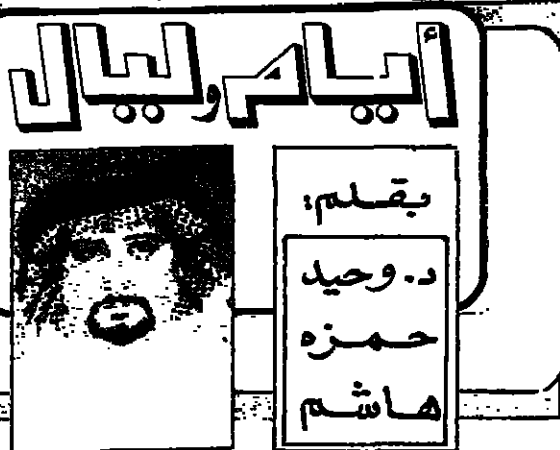 أيام وليال
بقلم:
د. وحيد
حمزه
هاشم